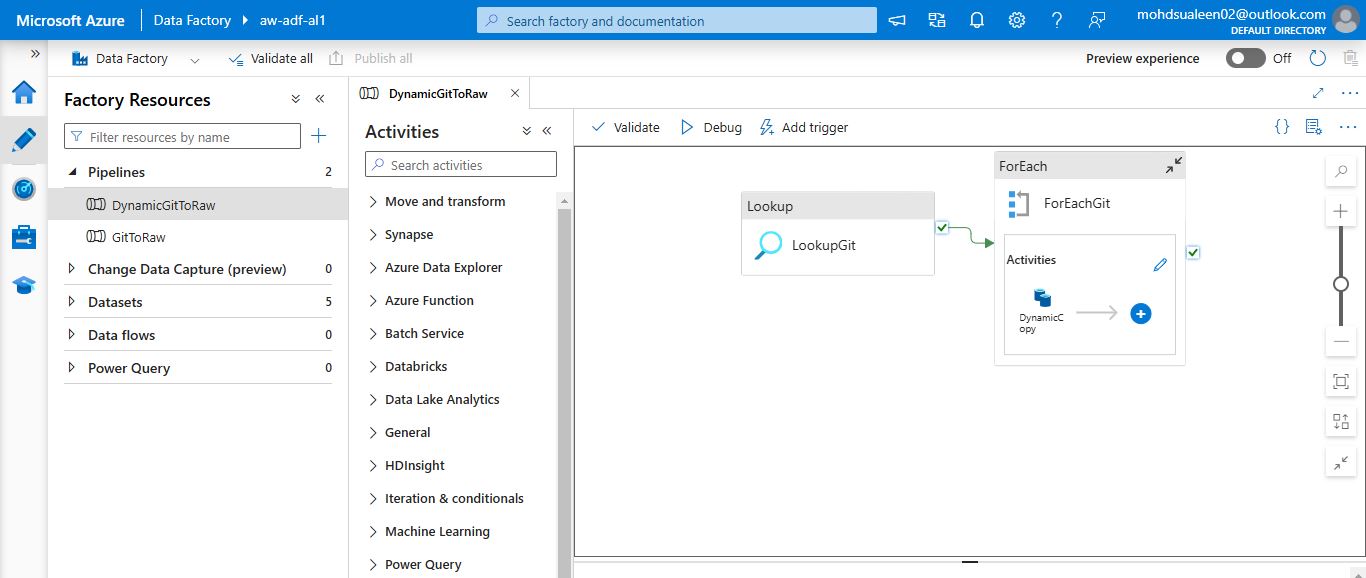 Microsoft Azure
Data Factory
aw-adf-al1
Search factory and documentation
mohdsualeen02@outlook.com
DEFAULT DIRECTORY
Data Factory
Validate all
Publish all
Preview experience
Off
Factory Resources
Filter resources by name
Pipelines 2
DynamicGitToRaw
GitToRaw
Change Data Capture (preview) 0
Datasets 5
Data flows 0
Power Query 0
DynamicGitToRaw
Activities
Search activities
Move and transform
Synapse
Azure Data Explorer
Azure Function
Batch Service
Databricks
Data Lake Analytics
General
HDInsight
Iteration & conditionals
Machine Learning
Power Query
Validate
Debug
Add trigger
Lookup
LookupGit
ForEach
ForEachGit
Activities
DynamicC
opy